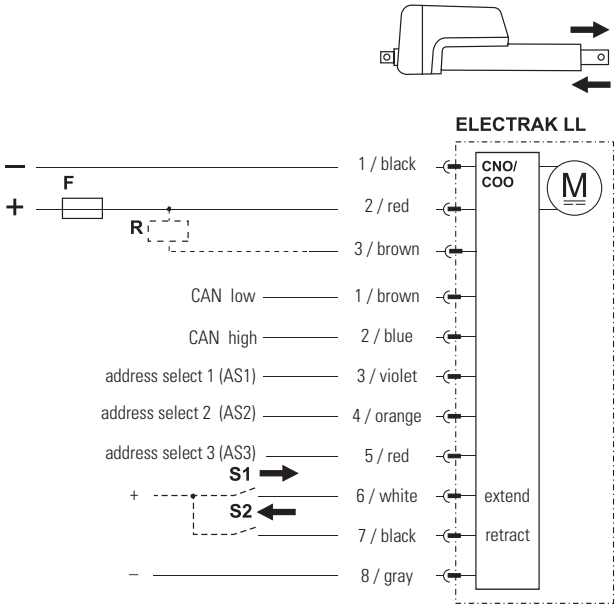 ELECTRAK LL
− 1 / black CNO/
COO
M
F
+ 2 / red
R
3 / brown
CAN low 1 / brown
CAN high 2 / blue
address select 1 (AS1) 3 / violet
address select 2 (AS2) 4 / orange
address select 3 (AS3) 5 / red
S1
+ 6 / white extend
S2
7 / black retract
− 8 / gray